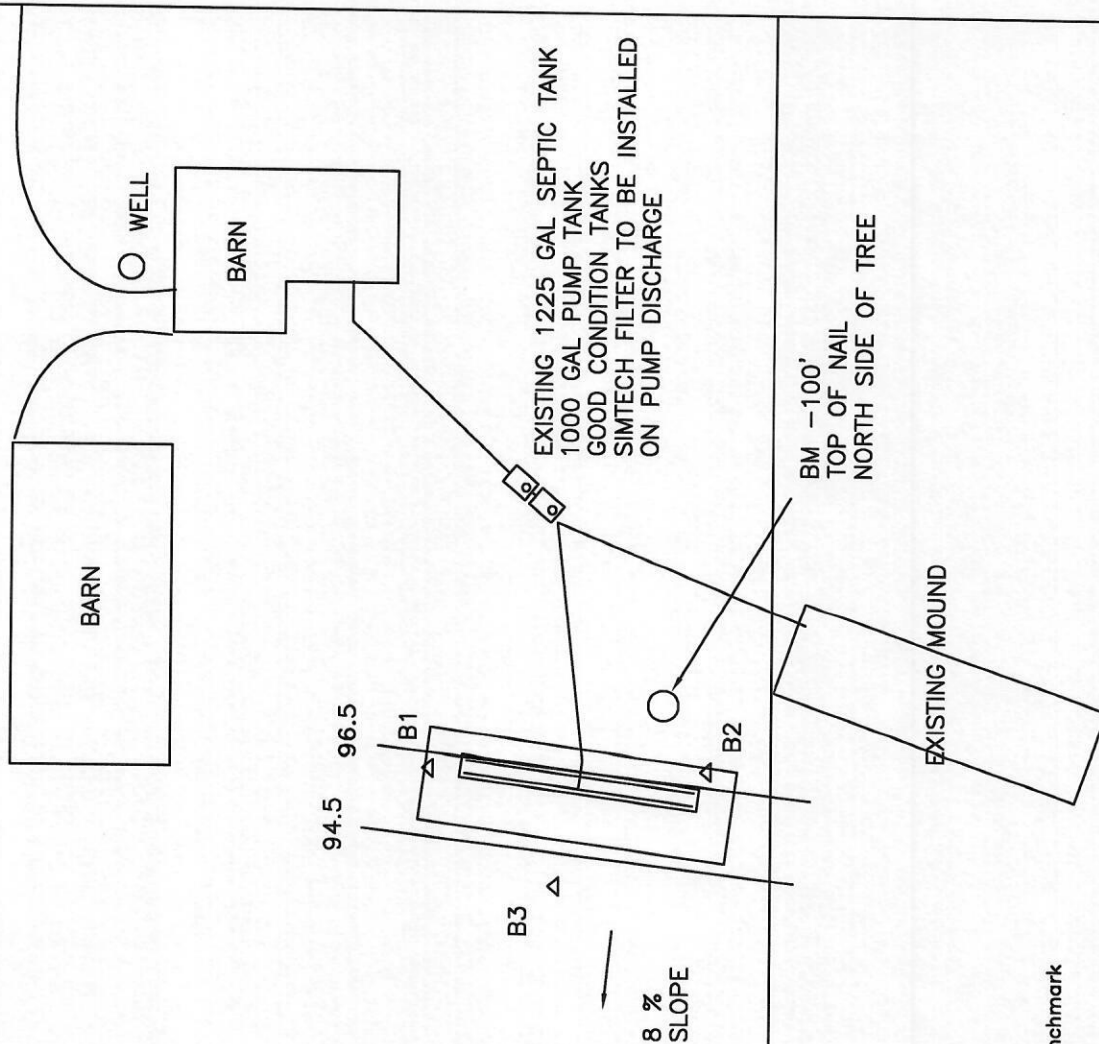 WELL
BARN
BARN
EXISTING 1225 GAL SEPTIC TANK
1000 GAL PUMP TANK
GOOD CONDITION TANKS
SIMTECH FILTER TO BE INSTALLED
ON PUMP DISCHARGE
BM -100'
TOP OF NAIL
NORTH SIDE OF TREE
96.5
B1
94.5
B2
B3
8 %
SLOPE
EXISTING MOUND
nchmark